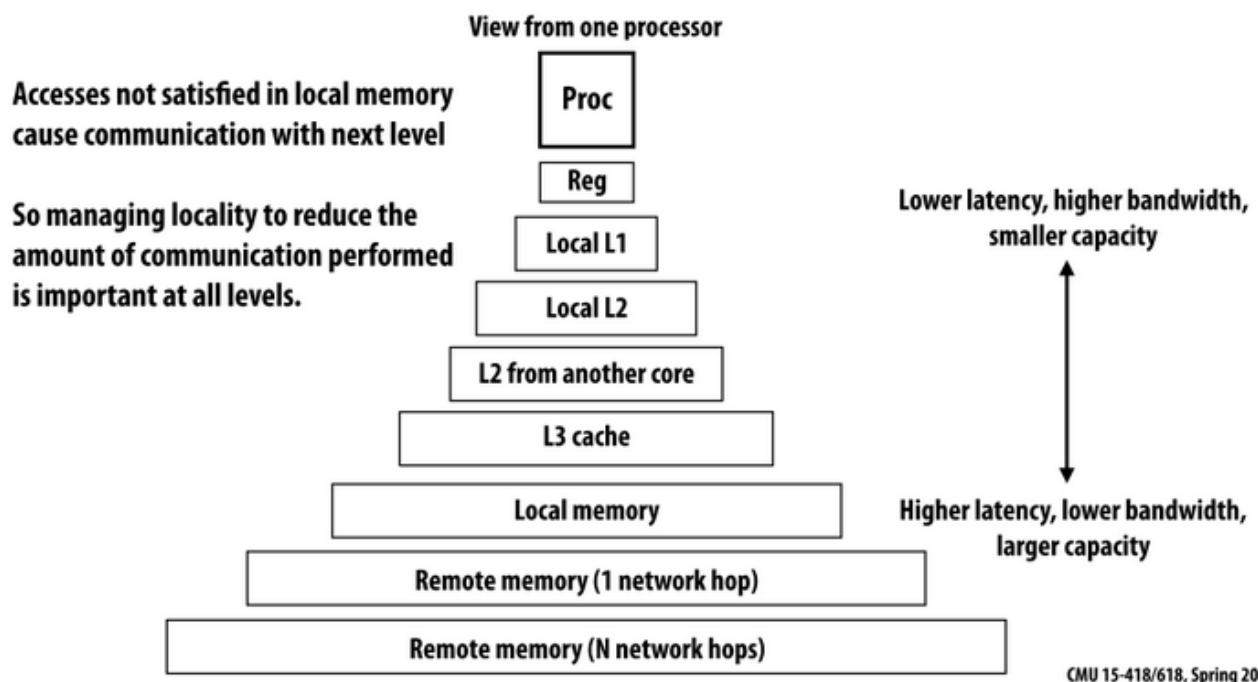 View from one processor
Accesses not satisfied in local memory
cause communication with next level
So managing locality to reduce the
amount of communication performed
is important at all levels.
Proc
Reg
Local L1
Local L2
L2 from another core
L3 cache
Local memory
Remote memory (1 network hop)
Remote memory (N network hops)
Lower latency, higher bandwidth,
smaller capacity
Higher latency, lower bandwidth,
larger capacity
CMU 15-418/618, Spring 20